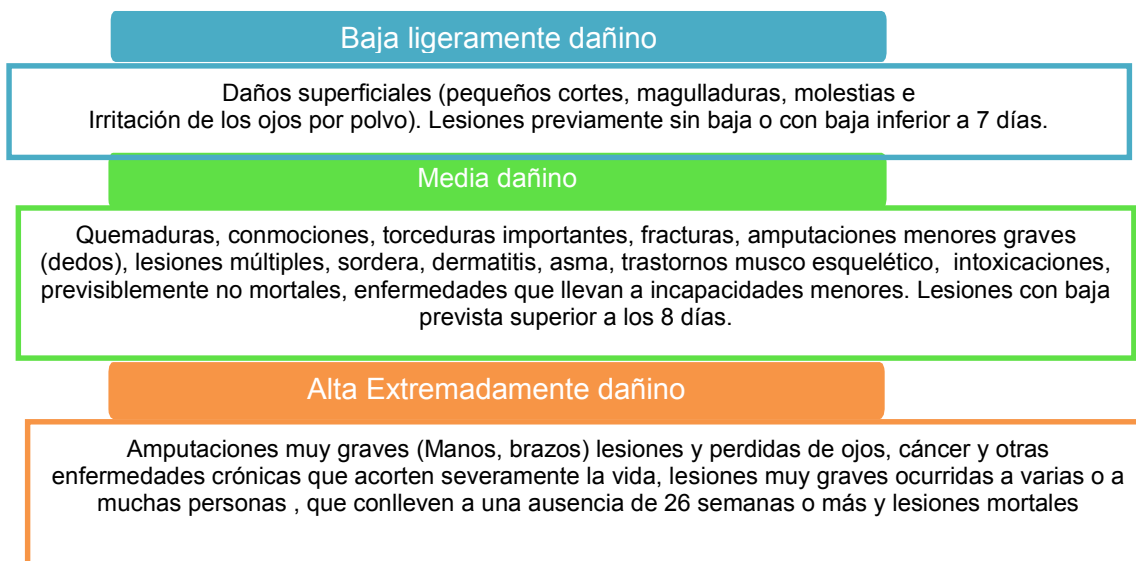 Baja ligeramente dañino
Daños superficiales (pequeños cortes, magulladuras, molestias e
Irritación de los ojos por polvo). Lesiones previamente sin baja o con baja inferior a 7 días.
Media dañino
Quemaduras, conmociones, torceduras importantes, fracturas, amputaciones menores graves
(dedos), lesiones múltiples, sordera, dermatitis, asma, trastornos musco esquelético, intoxicaciones,
previsiblemente no mortales, enfermedades que llevan a incapacidades menores. Lesiones con baja
prevista superior a los 8 días.
Alta Extremadamente dañino
Amputaciones muy graves (Manos, brazos) lesiones y perdidas de ojos, cáncer y otras
enfermedades crónicas que acorten severamente la vida, lesiones muy graves ocurridas a varias o a
muchas personas , que conlleven a una ausencia de 26 semanas o más y lesiones mortales